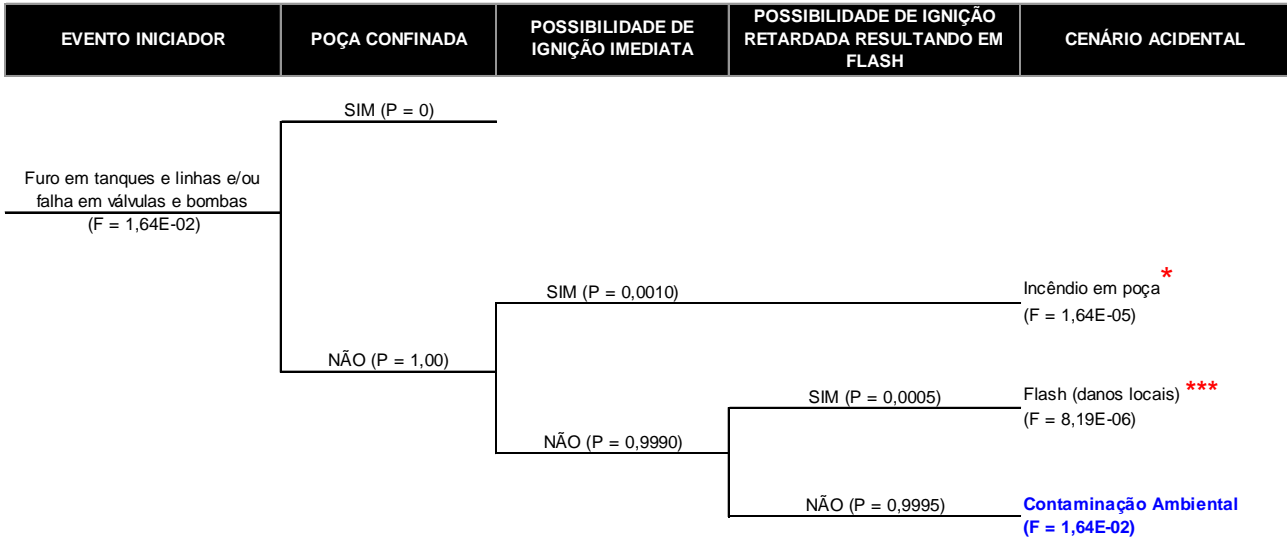 EVENTO INICIADOR
POÇA CONFINADA
POSSIBILIDADE DE
IGNIÇÃO IMEDIATA
POSSIBILIDADE DE IGNIÇÃO
RETARDADA RESULTANDO EM
FLASH
CENÁRIO ACIDENTAL
SIM (P = 0)
Furo em tanques e linhas e/ou
falha em válvulas e bombas
(F = 1,64E-02)
SIM (P = 0,0010)
Incêndio em poça *
(F = 1,64E-05)
NÃO (P = 1,00)
SIM (P = 0,0005)
Flash (danos locais) ***
(F = 8,19E-06)
NÃO (P = 0,9990)
NÃO (P = 0,9995)
Contaminação Ambiental
(F = 1,64E-02)